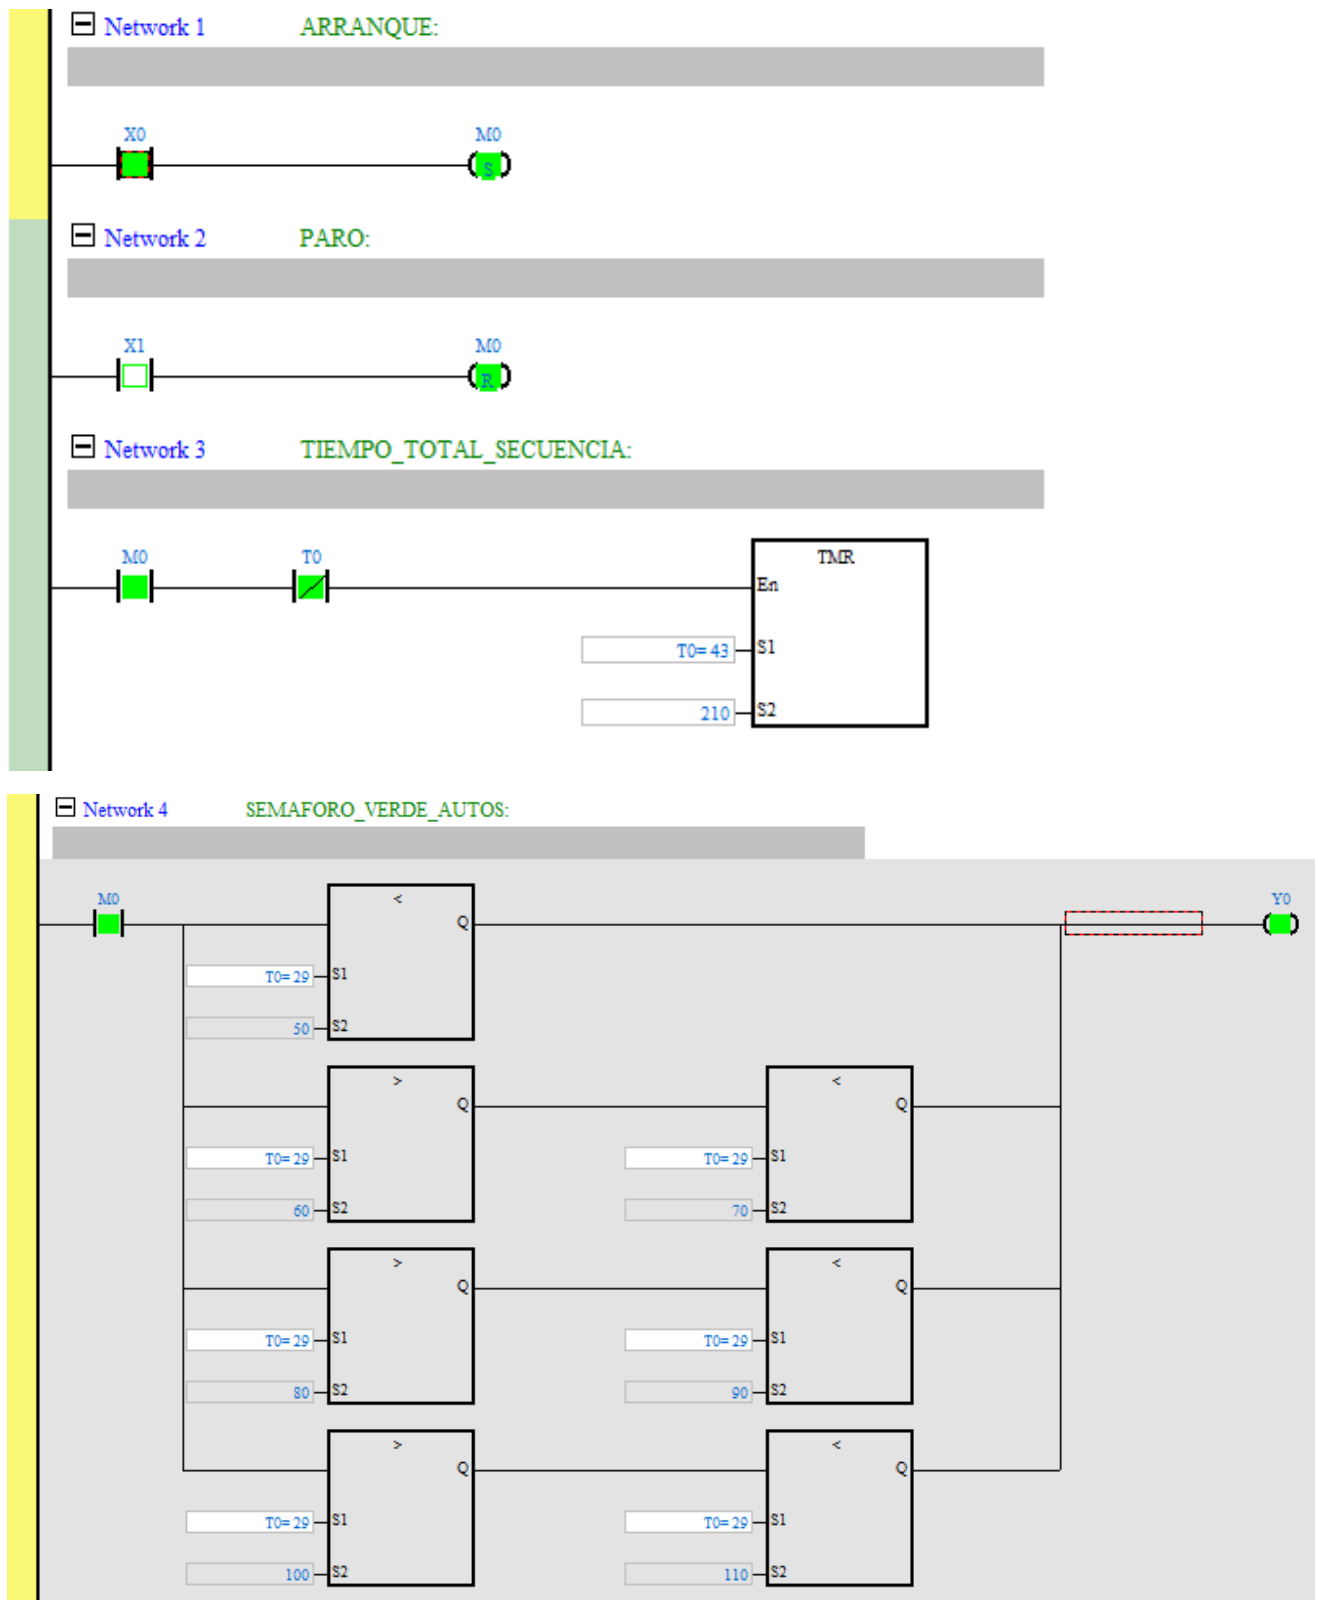 Network 1 ARRANQUE:
X0 M0
S
Network 2 PARO:
X1 M0
R
Network 3 TIEMPO_TOTAL_SECUENCIA:
M0 T0 TMR
En
T0= 43 S1
210 S2
Network 4 SEMAFORO_VERDE_AUTOS:
M0 < Y0
Q
T0= 29 S1
50 S2
> <
Q Q
T0= 29 S1 T0= 29 S1
60 S2 70 S2
> <
Q Q
T0= 29 S1 T0= 29 S1
80 S2 90 S2
> <
Q Q
T0= 29 S1 T0= 29 S1
100 S2 110 S2